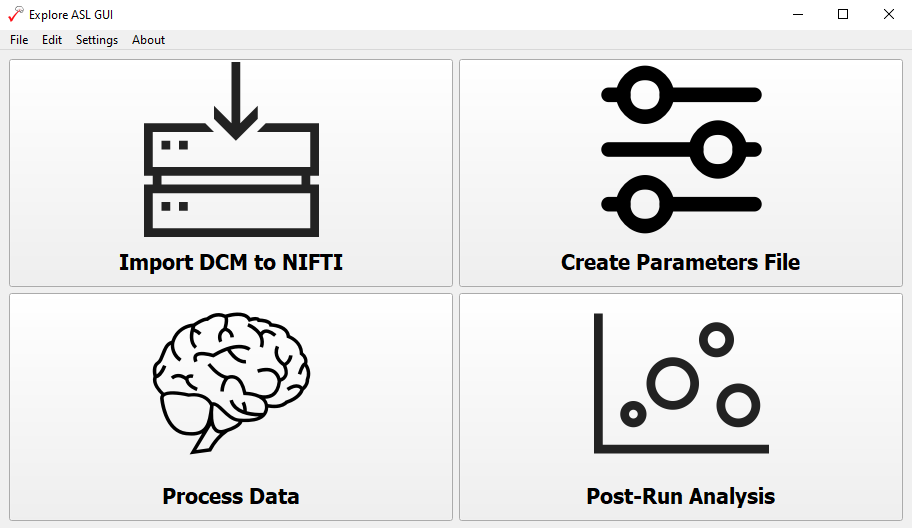 Explore ASL GUI
File Edit Settings About
Import DCM to NIFTI
Create Parameters File
Process Data
Post-Run Analysis